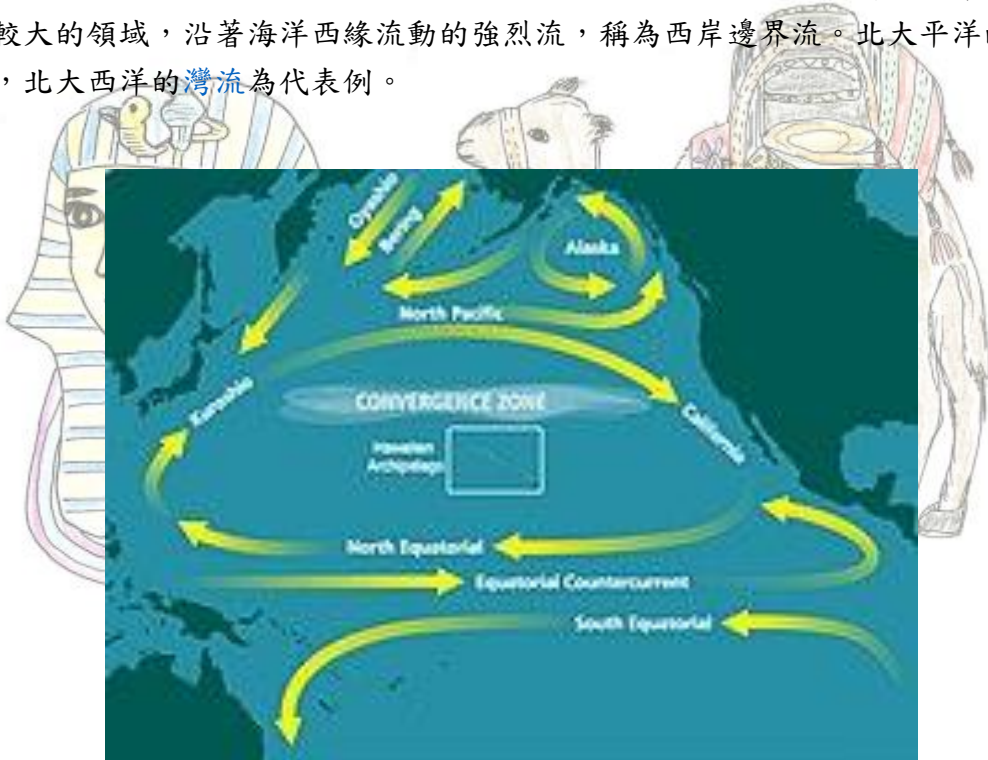 較大的領域，沿著海洋西緣流動的強烈流，稱為西岸邊界流。北大平洋
，北大西洋的灣流為代表例。
Oyashio
Bering
Alaska
North Pacific
Kuroshio
CONVERGENCE ZONE
California
Hawaiian
Archipelago
North Equatorial
Equatorial Countercurrent
South Equatorial